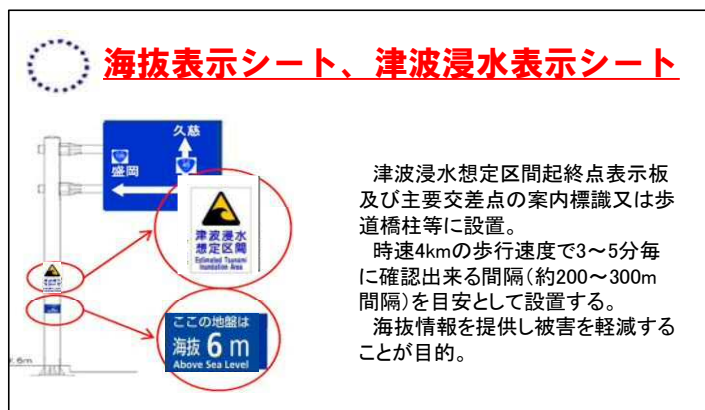 海抜表示シート、津波浸水表示シート
久慈
盛岡
津波浸水
想定区間
Estimated Tsunami
Inundation Area
ここの地盤は
海抜 6 m
Above Sea Level
津波浸水想定区間起終点表示板
及び主要交差点の案内標識又は歩
道橋柱等に設置。
時速4kmの歩行速度で3～5分毎
に確認出来る間隔（約200～300m
間隔）を目安として設置する。
海抜情報を提供し被害を軽減する
ことが目的。